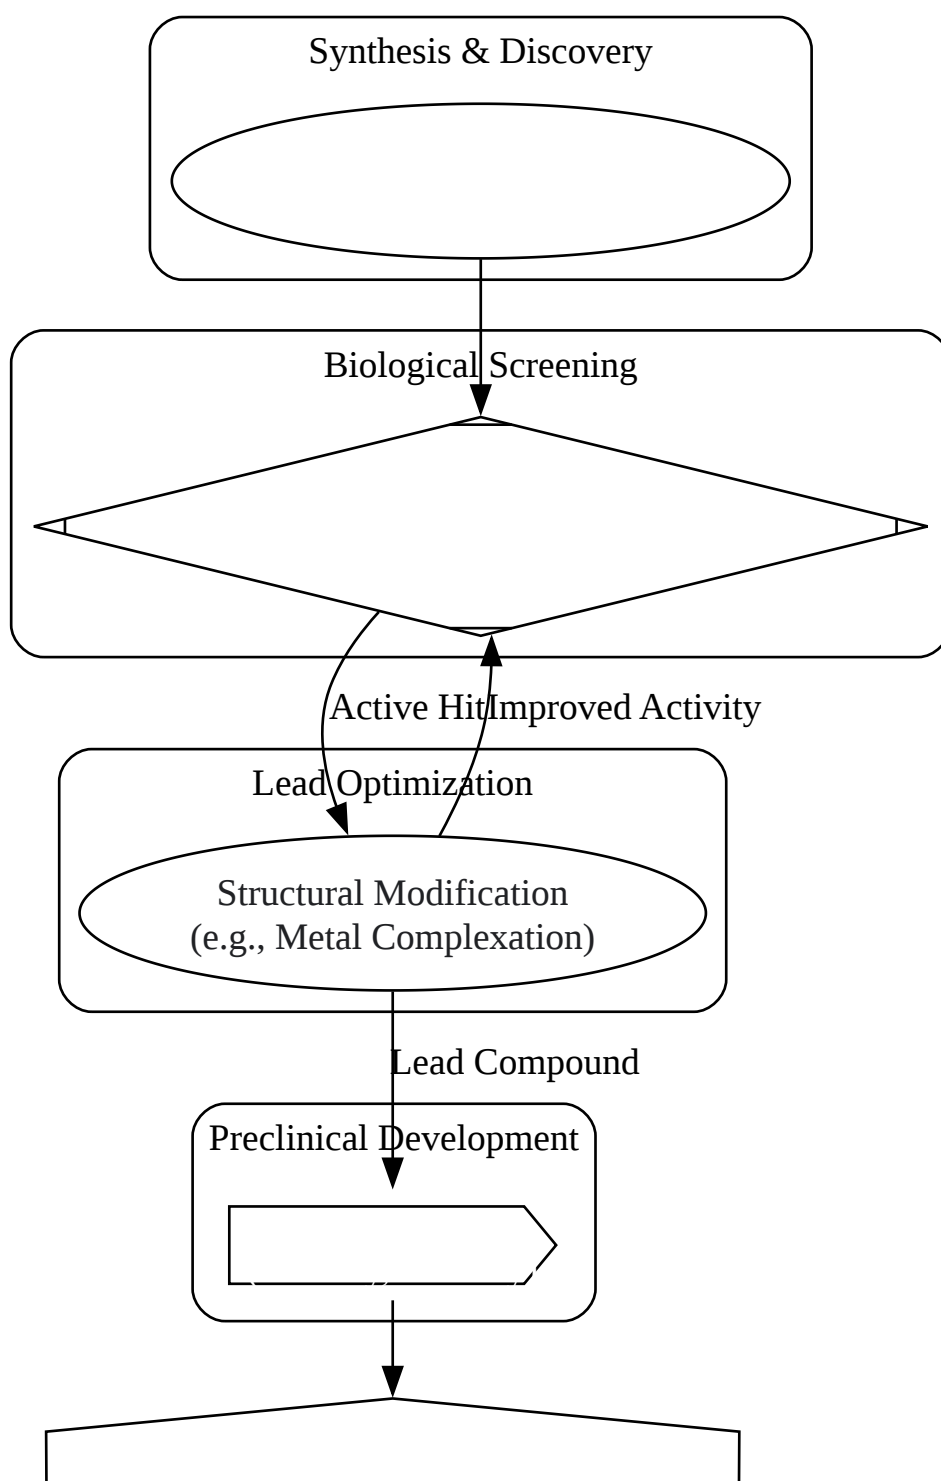 Synthesis & Discovery
Biological Screening
Active Hit
Improved Activity
Lead Optimization
Structural Modification
(e.g., Metal Complexation)
Lead Compound
Preclinical Development